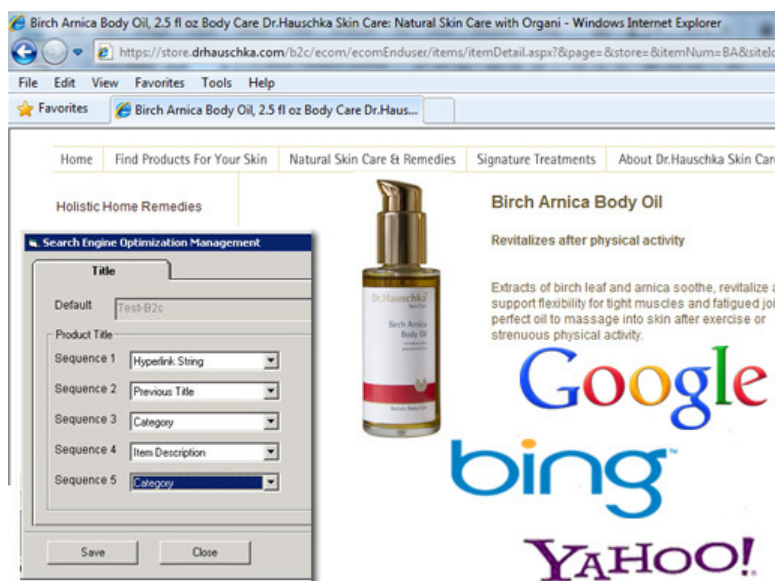 Birch Arnica Body Oil, 2.5 fl oz Body Care Dr.Hauschka Skin Care: Natural Skin Care with Organi - Windows Internet Explorer
https://store.drhauschka.com/b2c/ecom/ecomEnduser/items/itemDetail.aspx?&page=&store=&itemNum=BA&siteId
File Edit View Favorites Tools Help
Favorites Birch Arnica Body Oil, 2.5 fl oz Body Care Dr.Haus...
Home Find Products For Your Skin Natural Skin Care & Remedies Signature Treatments About Dr.Hauschka Skin Care
Holistic Home Remedies
Birch Arnica Body Oil
Revitalizes after physical activity
Extracts of birch leaf and arnica soothe, revitalize a
support flexibility for tight muscles and fatigued joi
perfect oil to massage into skin after exercise or
strenuous physical activity.
Dr.Hauschka
Skin Care
Birch Arnica
Body Oil
Holistic Body Care
Search Engine Optimization Management
Title
Default Test-B2c
Product Title
Sequence 1 Hyperlink String
Sequence 2 Previous Title
Sequence 3 Category
Sequence 4 Item Description
Sequence 5 Category
Save Close
Google
bing
YAHOO!